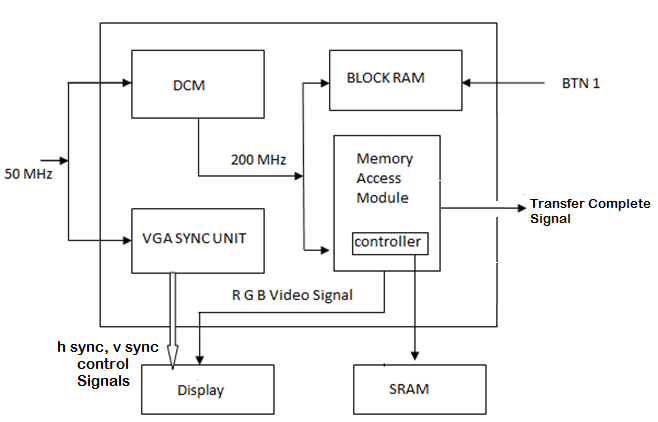 DCM
BLOCK RAM
BTN 1
200 MHz
Memory
Access
Module
50 MHz
Transfer Complete
Signal
VGA SYNC UNIT
controller
R G B Video Signal
h sync, v sync
control
Signals
Display
SRAM